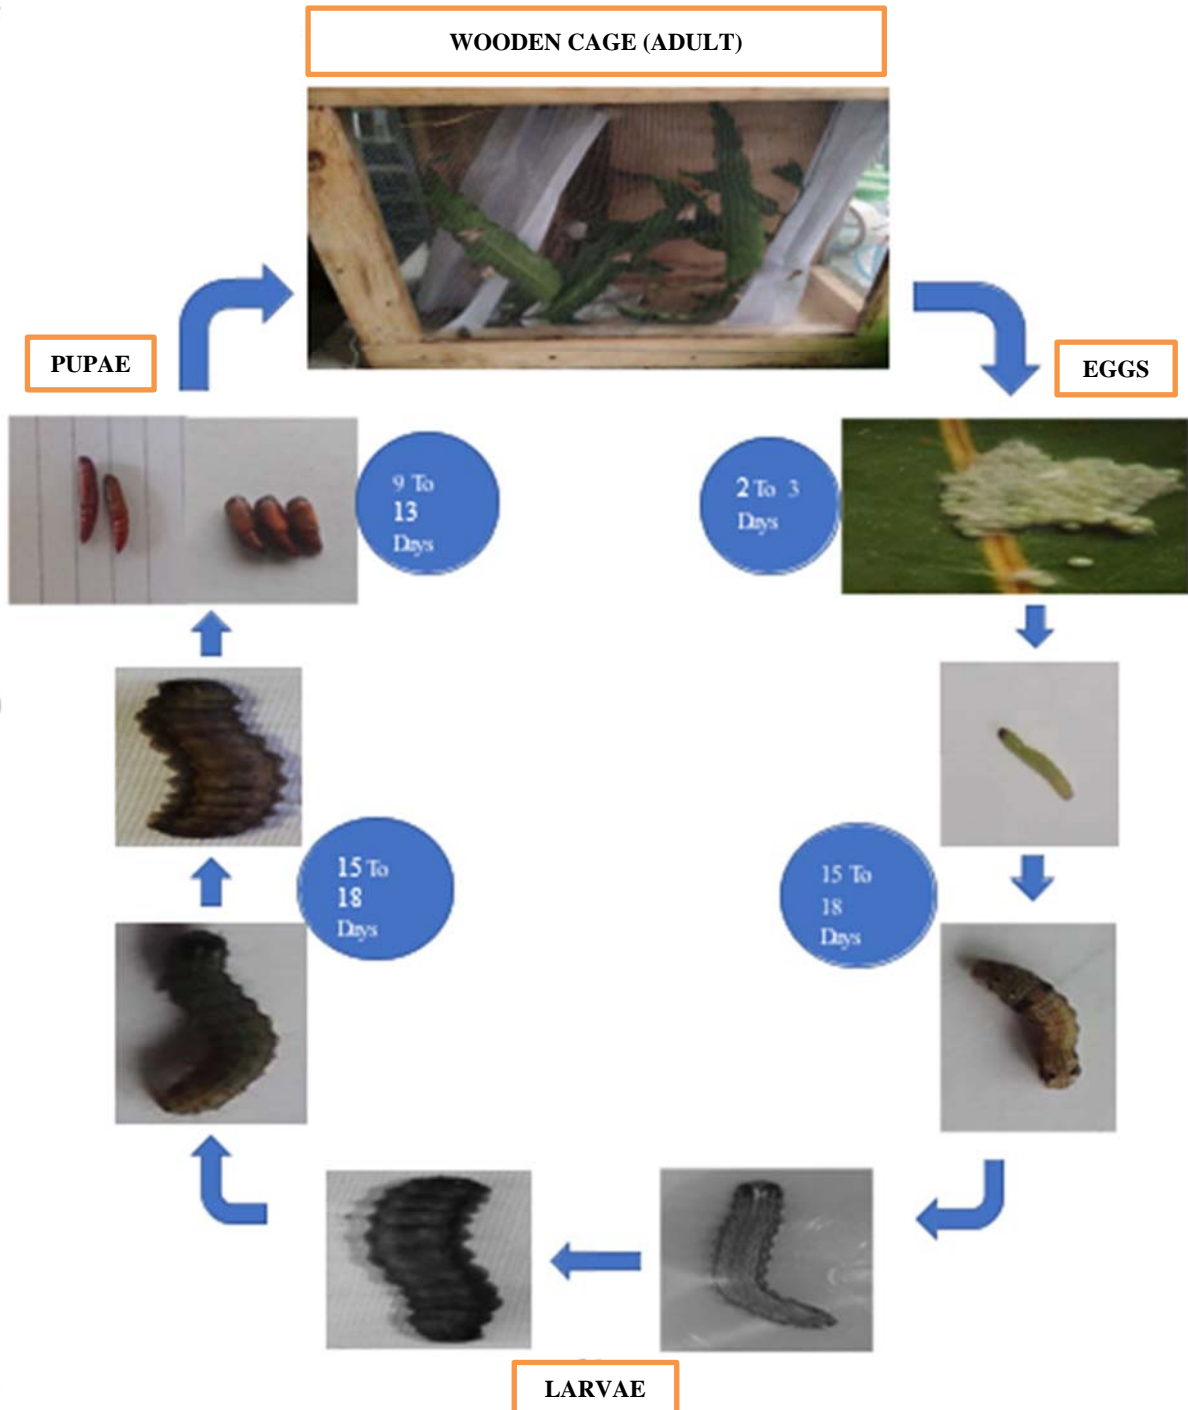 WOODEN CAGE (ADULT)
PUPAE
EGGS
9 To
13
Days
2 To 3
Days
15 To
18
Days
15 To
18
Days
LARVAE